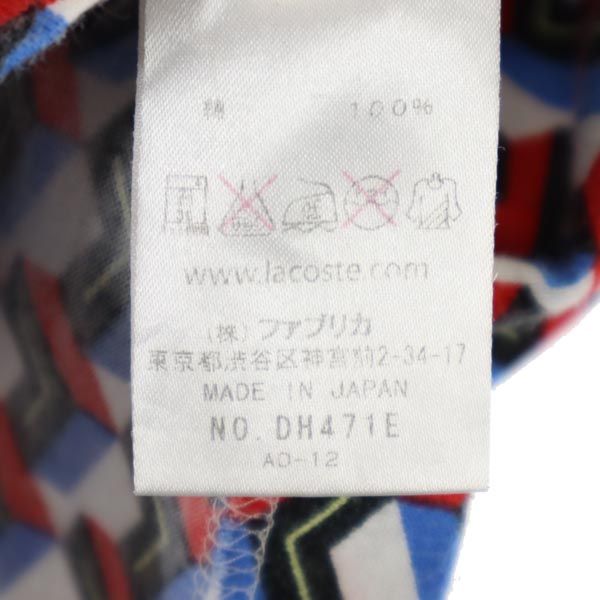 綿 100%
www.lacoste.com
(株) ファブリカ
東京都渋谷区神宮前2-34-17
MADE IN JAPAN
NO. DH471E
AD-12